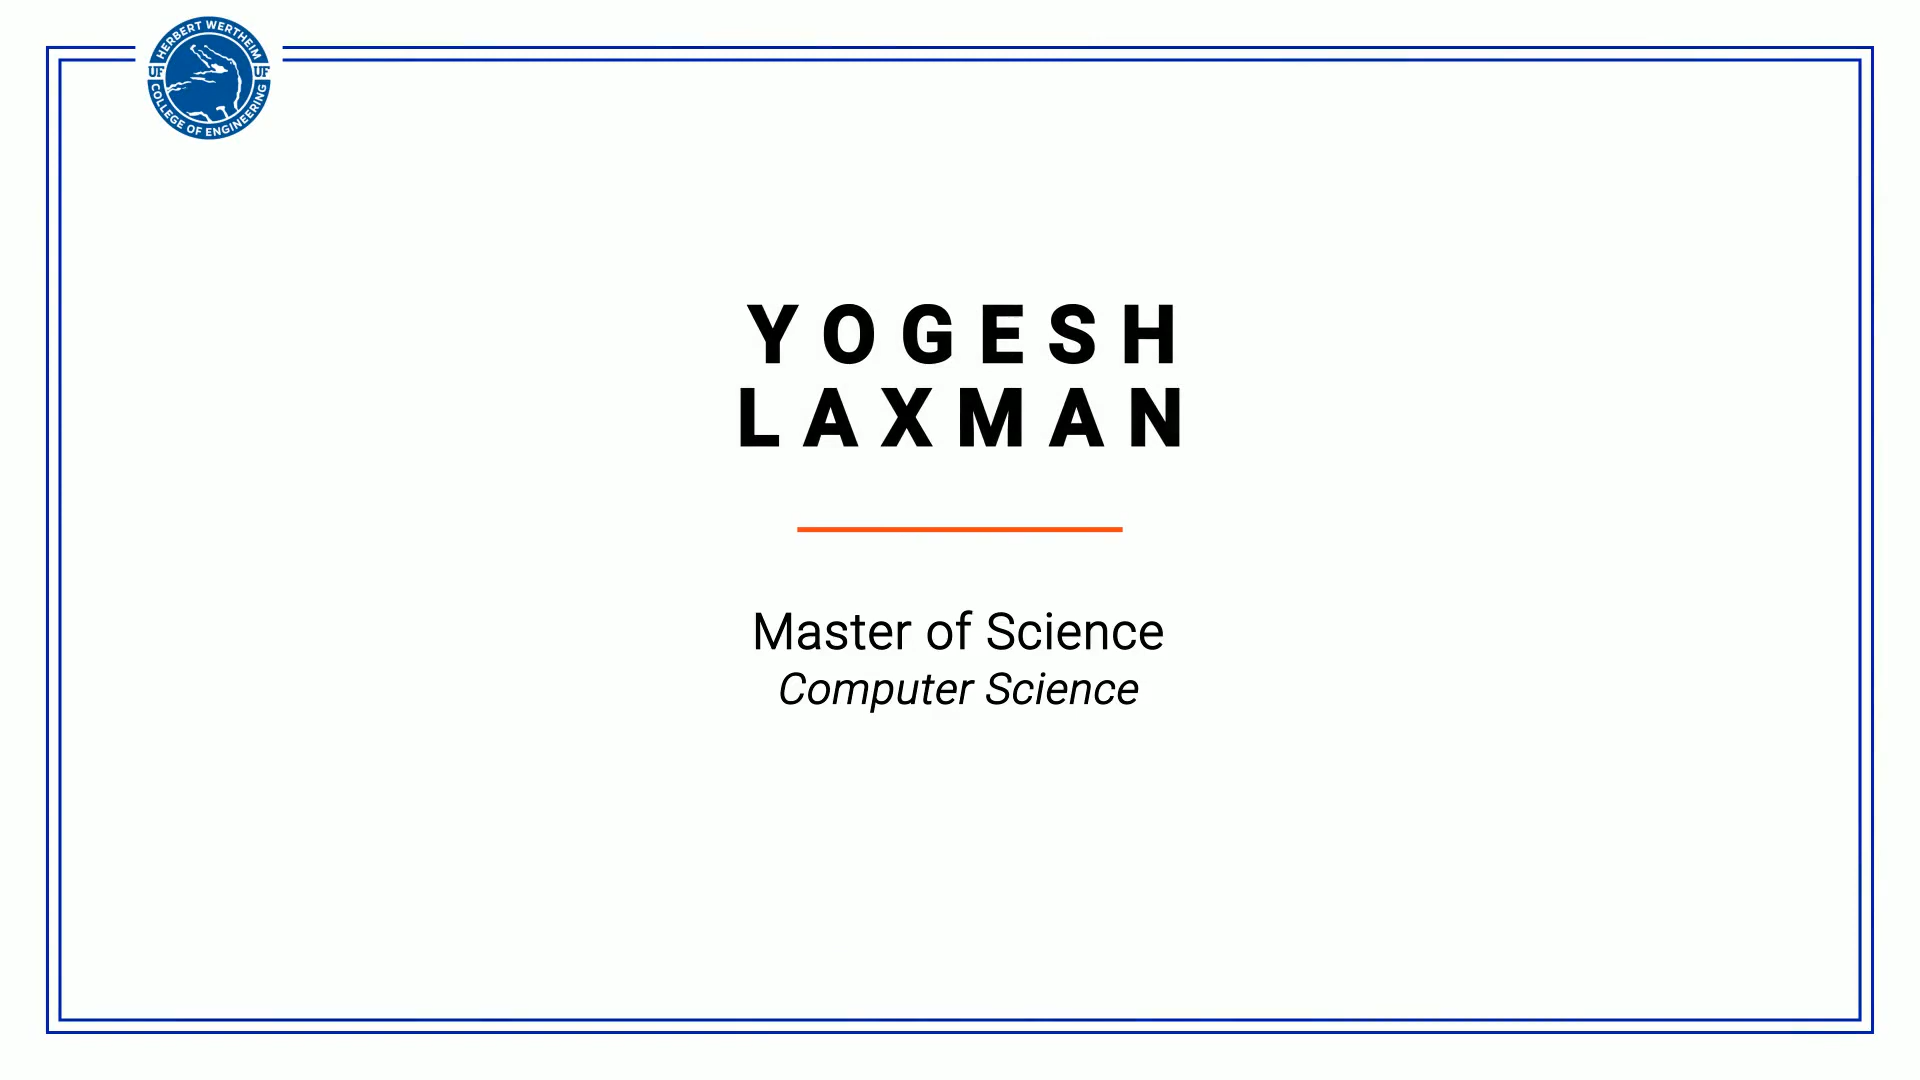 HERBERT WERTHEIM
UF UF
COLLEGE OF ENGINEERING
YOGESH
LAXMAN
Master of Science
Computer Science